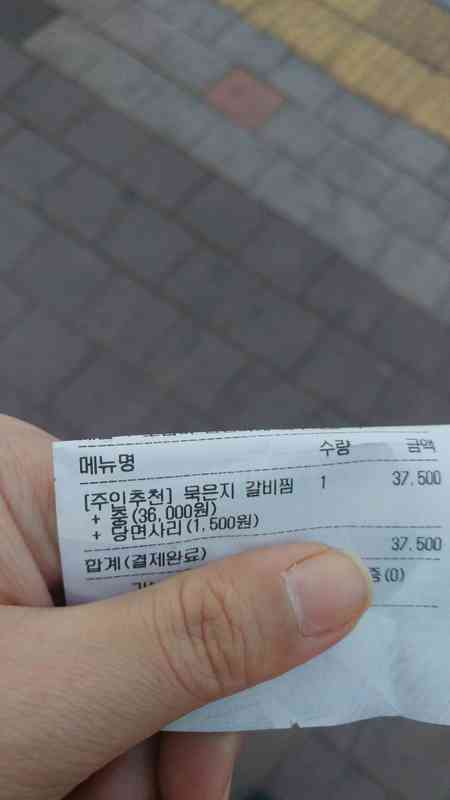 메뉴명 수량 금액
[주인추천] 묵은지 갈비찜 1 37,500
+ 중(36,000원)
+ 당면사리(1,500원)
합계(결제완료) 37,500
(0)